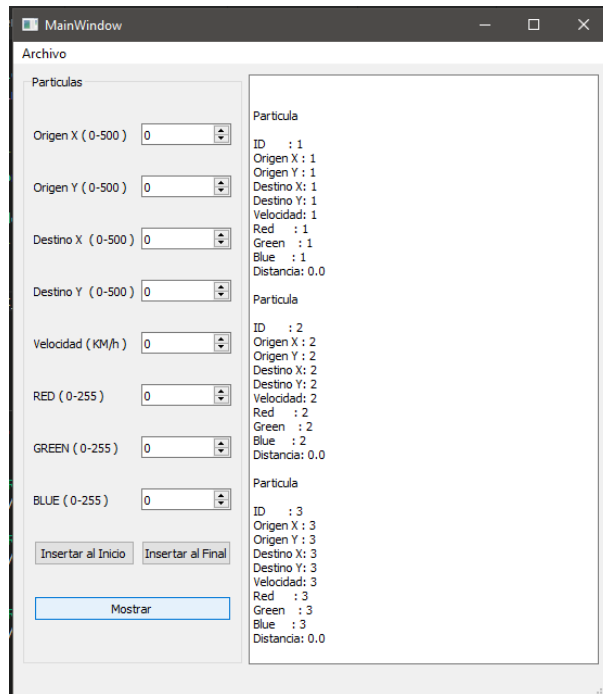 MainWindow
Archivo
Particulas
Origen X ( 0-500 ) 0
Origen Y ( 0-500 ) 0
Destino X  ( 0-500 ) 0
Destino Y  ( 0-500 ) 0
Velocidad ( KM/h ) 0
RED ( 0-255 ) 0
GREEN ( 0-255 ) 0
BLUE ( 0-255 ) 0
Insertar al Inicio Insertar al Final
Mostrar
Particula
ID     : 1
Origen X : 1
Origen Y : 1
Destino X: 1
Destino Y: 1
Velocidad: 1
Red    : 1
Green   : 1
Blue   : 1
Distancia: 0.0
Particula
ID     : 2
Origen X : 2
Origen Y : 2
Destino X: 2
Destino Y: 2
Velocidad: 2
Red    : 2
Green   : 2
Blue   : 2
Distancia: 0.0
Particula
ID     : 3
Origen X : 3
Origen Y : 3
Destino X: 3
Destino Y: 3
Velocidad: 3
Red    : 3
Green   : 3
Blue   : 3
Distancia: 0.0